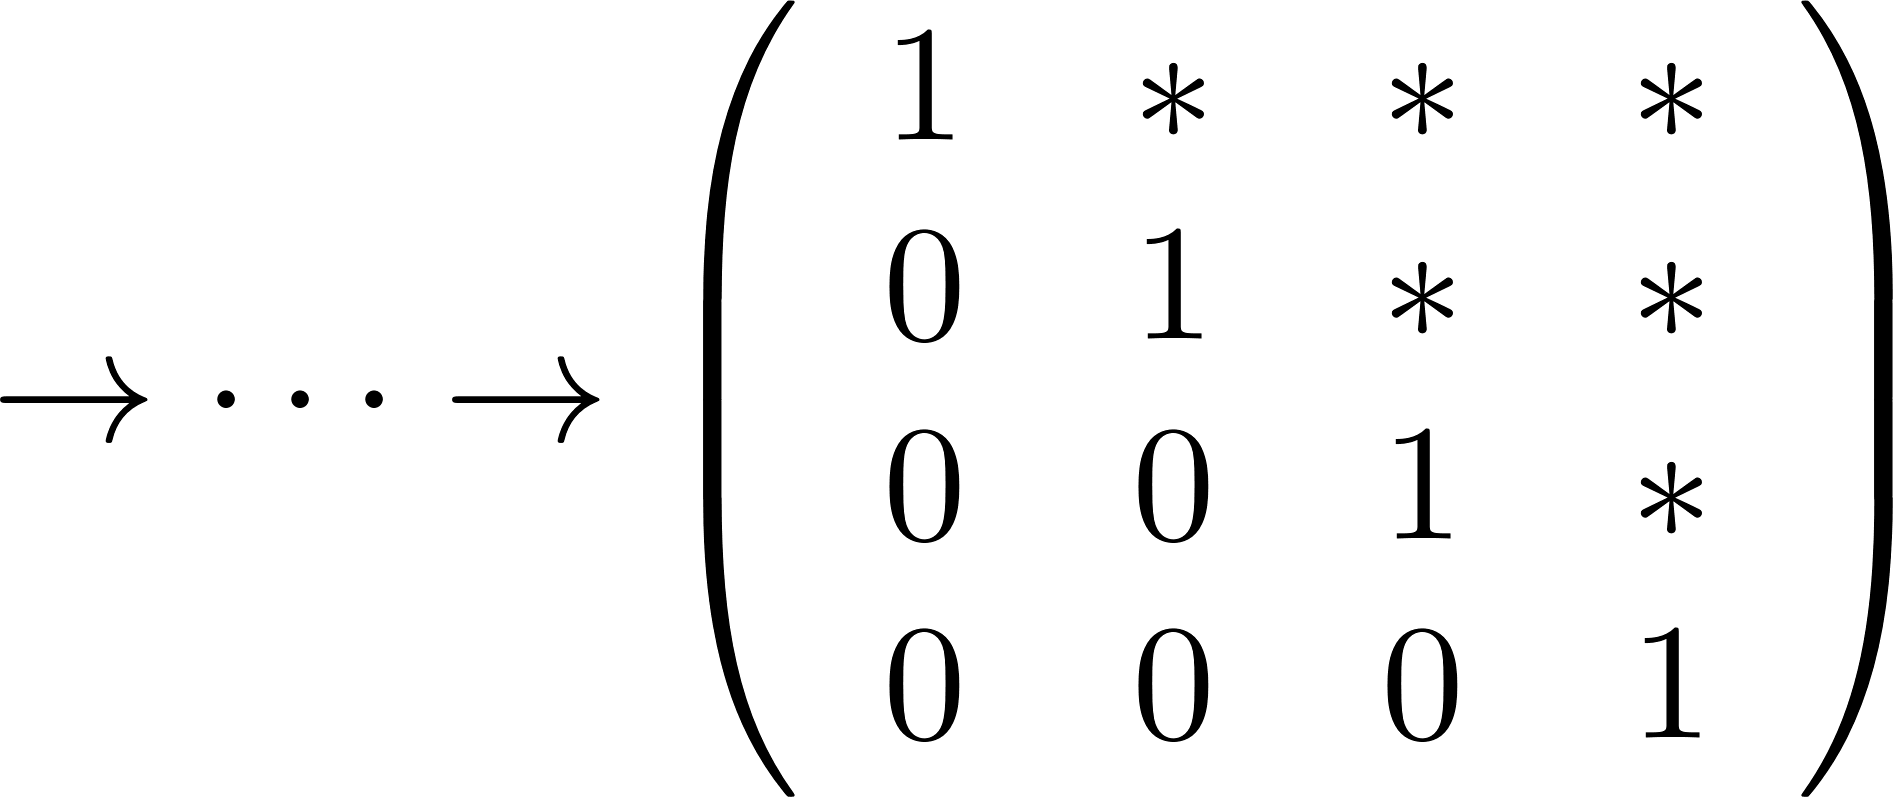 1 * * *
0 1 * *
→ ⋯ →
0 0 1 *
0 0 0 1